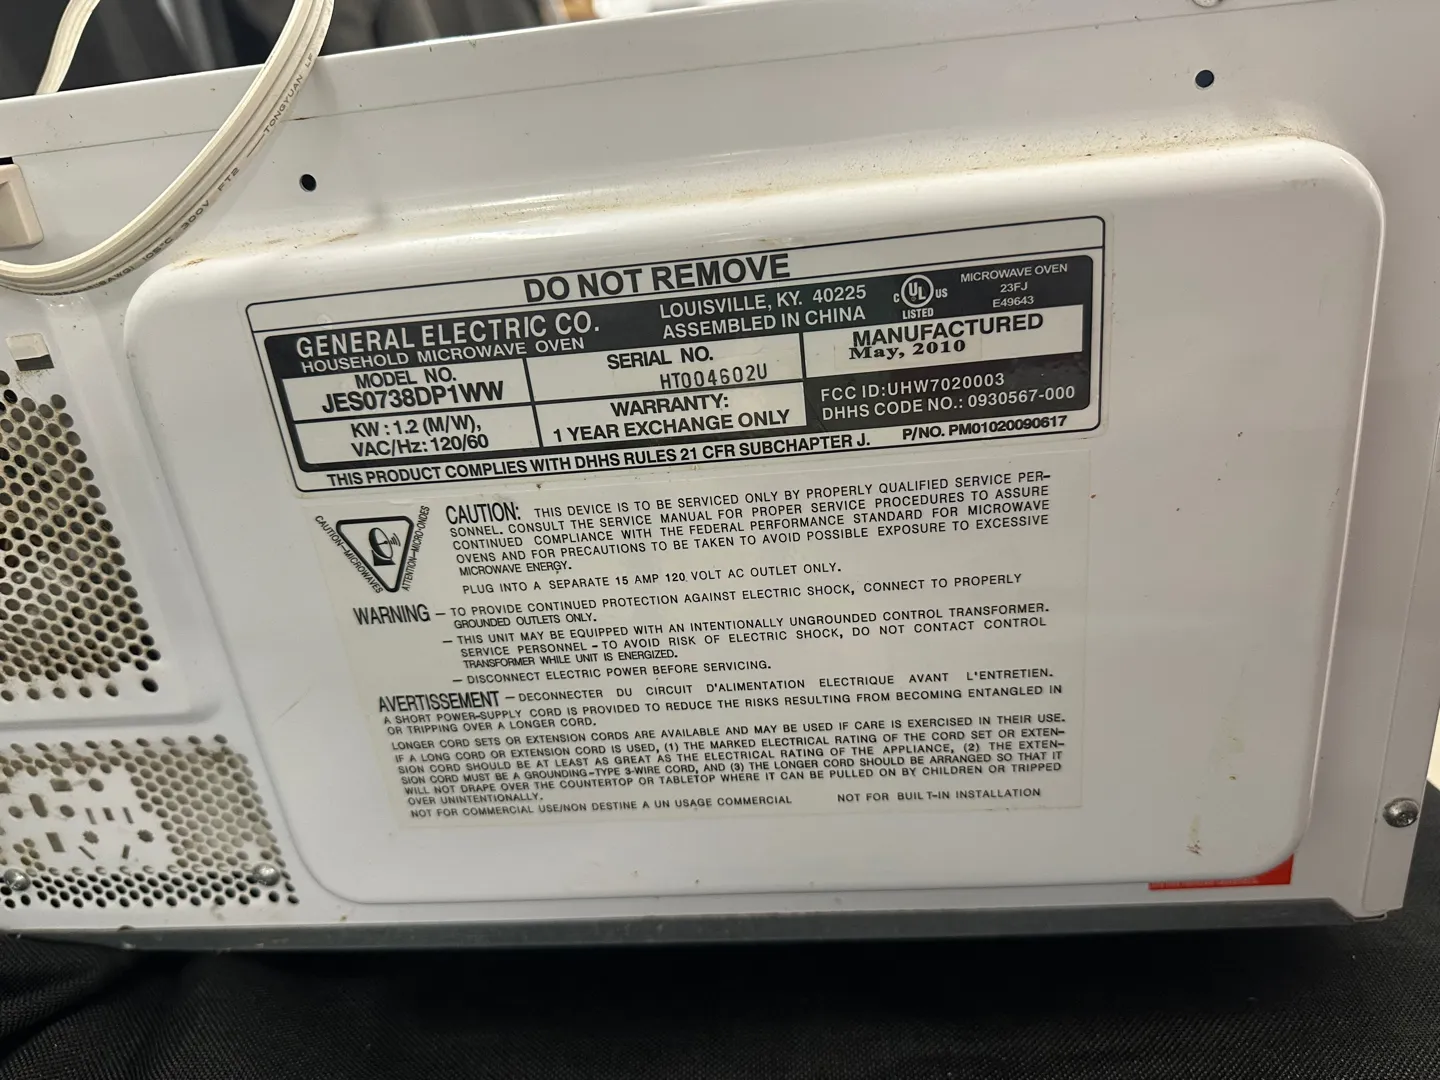 AWG) 105°C 300V FT2 TONGYUAN LF
DO NOT REMOVE
GENERAL ELECTRIC CO.
HOUSEHOLD MICROWAVE OVEN
LOUISVILLE, KY. 40225
ASSEMBLED IN CHINA
C UL US
LISTED
MICROWAVE OVEN
23FJ
E49643
MODEL NO.
JES0738DP1WW
SERIAL NO.
HT004602U
MANUFACTURED
May, 2010
KW : 1.2 (M/W),
VAC/Hz: 120/60
WARRANTY:
1 YEAR EXCHANGE ONLY
FCC ID:UHW7020003
DHHS CODE NO.: 0930567-000
THIS PRODUCT COMPLIES WITH DHHS RULES 21 CFR SUBCHAPTER J.
P/NO. PM01020090617
CAUTION-MICROWAVES
ATTENTION-MICRO-ONDES
CAUTION: THIS DEVICE IS TO BE SERVICED ONLY BY PROPERLY QUALIFIED SERVICE PER-
SONNEL. CONSULT THE SERVICE MANUAL FOR PROPER SERVICE PROCEDURES TO ASSURE
CONTINUED COMPLIANCE WITH THE FEDERAL PERFORMANCE STANDARD FOR MICROWAVE
OVENS AND FOR PRECAUTIONS TO BE TAKEN TO AVOID POSSIBLE EXPOSURE TO EXCESSIVE
MICROWAVE ENERGY.
PLUG INTO A SEPARATE 15 AMP 120 VOLT AC OUTLET ONLY.
WARNING – TO PROVIDE CONTINUED PROTECTION AGAINST ELECTRIC SHOCK, CONNECT TO PROPERLY
GROUNDED OUTLETS ONLY.
– THIS UNIT MAY BE EQUIPPED WITH AN INTENTIONALLY UNGROUNDED CONTROL TRANSFORMER.
SERVICE PERSONNEL - TO AVOID RISK OF ELECTRIC SHOCK, DO NOT CONTACT CONTROL
TRANSFORMER WHILE UNIT IS ENERGIZED.
– DISCONNECT ELECTRIC POWER BEFORE SERVICING.
AVERTISSEMENT – DECONNECTER DU CIRCUIT D'ALIMENTATION ELECTRIQUE AVANT L'ENTRETIEN.
A SHORT POWER-SUPPLY CORD IS PROVIDED TO REDUCE THE RISKS RESULTING FROM BECOMING ENTANGLED IN
OR TRIPPING OVER A LONGER CORD.
LONGER CORD SETS OR EXTENSION CORDS ARE AVAILABLE AND MAY BE USED IF CARE IS EXERCISED IN THEIR USE.
IF A LONG CORD OR EXTENSION CORD IS USED, (1) THE MARKED ELECTRICAL RATING OF THE CORD SET OR EXTEN-
SION CORD SHOULD BE AT LEAST AS GREAT AS THE ELECTRICAL RATING OF THE APPLIANCE, (2) THE EXTEN-
SION CORD MUST BE A GROUNDING-TYPE 3-WIRE CORD, AND (3) THE LONGER CORD SHOULD BE ARRANGED SO THAT IT
WILL NOT DRAPE OVER THE COUNTERTOP OR TABLETOP WHERE IT CAN BE PULLED ON BY CHILDREN OR TRIPPED
OVER UNINTENTIONALLY.
NOT FOR COMMERCIAL USE/NON DESTINE A UN USAGE COMMERCIAL NOT FOR BUILT-IN INSTALLATION